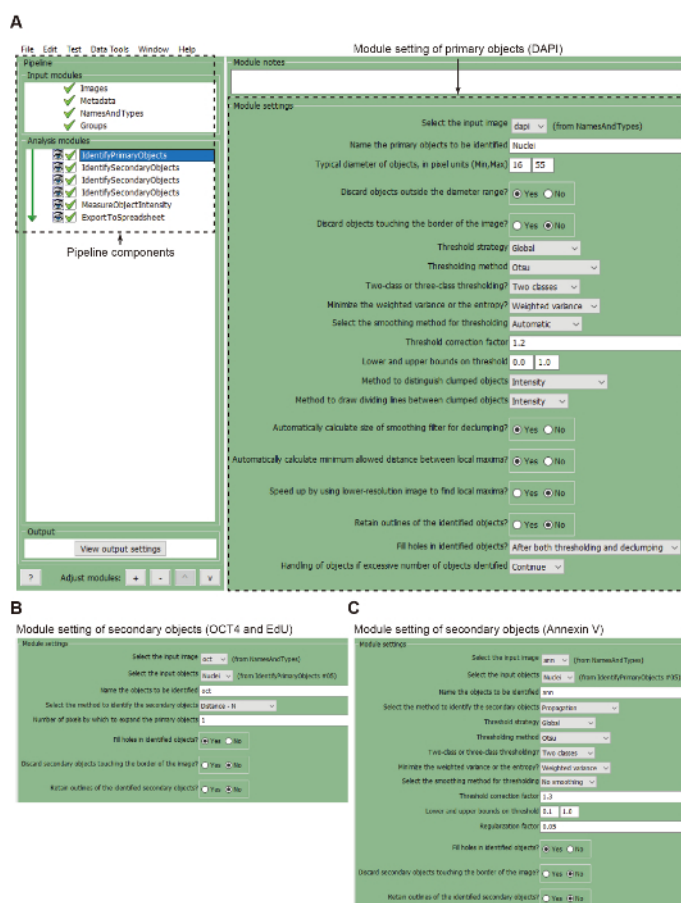 A
File Edit Test Data Tools Window Help
Module setting of primary objects (DAPI)
Pipeline
Input modules
Images
Metadata
NamesAndTypes
Groups
Analysis modules
IdentifyPrimaryObjects
IdentifySecondaryObjects
IdentifySecondaryObjects
IdentifySecondaryObjects
MeasureObjectIntensity
ExportToSpreadsheet
Pipeline components
Output
View output settings
? Adjust modules: + - ^ v
Module notes
Module settings
Select the input image dapi (from NamesAndTypes)
Name the primary objects to be identified Nuclei
Typical diameter of objects, in pixel units (Min,Max) 16 55
Discard objects outside the diameter range? Yes No
Discard objects touching the border of the image? Yes No
Threshold strategy Global
Thresholding method Otsu
Two-class or three-class thresholding? Two classes
Minimize the weighted variance or the entropy? Weighted variance
Select the smoothing method for thresholding Automatic
Threshold correction factor 1.2
Lower and upper bounds on threshold 0.0 1.0
Method to distinguish clumped objects Intensity
Method to draw dividing lines between clumped objects Intensity
Automatically calculate size of smoothing filter for declumping? Yes No
Automatically calculate minimum allowed distance between local maxima? Yes No
Speed up by using lower-resolution image to find local maxima? Yes No
Retain outlines of the identified objects? Yes No
Fill holes in identified objects? After both thresholding and declumping
Handling of objects if excessive number of objects identified Continue
B
Module setting of secondary objects (OCT4 and EdU)
Module settings
Select the input image oct (from NamesAndTypes)
Select the input objects Nuclei (from IdentifyPrimaryObjects #05)
Name the objects to be identified oct
Select the method to identify the secondary objects Distance - N
Number of pixels by which to expand the primary objects 1
Fill holes in identified objects? Yes No
Discard secondary objects touching the border of the image? Yes No
Retain outlines of the identified secondary objects? Yes No
C
Module setting of secondary objects (Annexin V)
Module settings
Select the input image ann (from NamesAndTypes)
Select the input objects Nuclei (from IdentifyPrimaryObjects #05)
Name the objects to be identified ann
Select the method to identify the secondary objects Propagation
Threshold strategy Global
Thresholding method Otsu
Two-class or three-class thresholding? Two classes
Minimize the weighted variance or the entropy? Weighted variance
Select the smoothing method for thresholding No smoothing
Threshold correction factor 1.3
Lower and upper bounds on threshold 0.1 1.0
Regularization factor 0.05
Fill holes in identified objects? Yes No
Discard secondary objects touching the border of the image? Yes No
Retain outlines of the identified secondary objects? Yes No